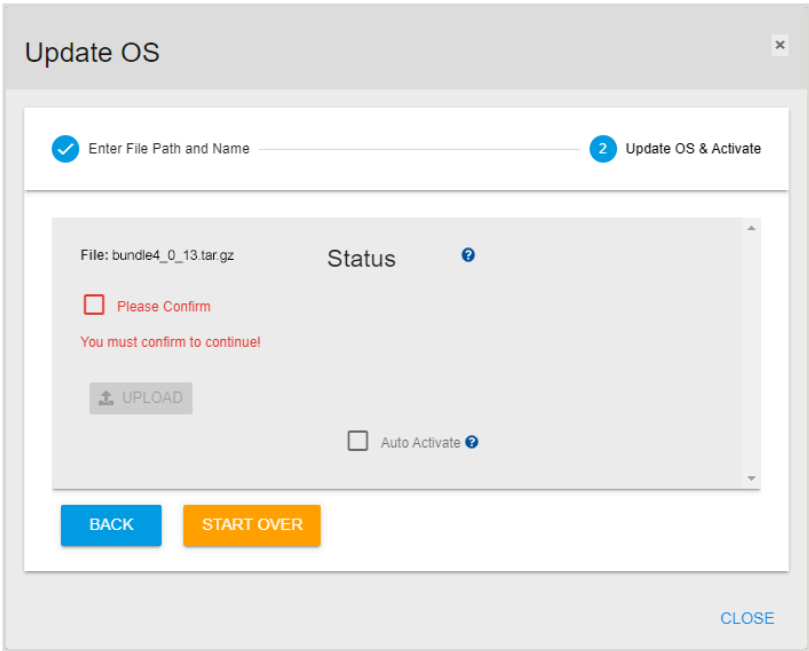 Update OS
×
Enter File Path and Name
2 Update OS & Activate
File: bundle4_0_13.tar.gz
Status ?
Please Confirm
You must confirm to continue!
UPLOAD
Auto Activate ?
BACK
START OVER
CLOSE